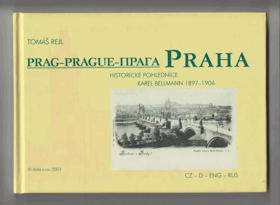 TOMÁŠ REJL
PRAG-PRAGUE-ПРАГА PRAHA
HISTORICKÉ POHLEDNICE
KAREL BELLMANN 1897-1906
CZ - D - ENG - RUS